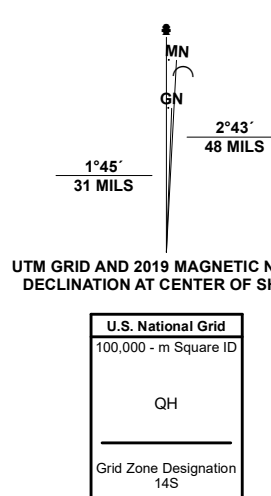 MN
GN
2°43´
48 MILS
1°45´
31 MILS
UTM GRID AND 2019 MAGNETIC
DECLINATION AT CENTER OF
U.S. National Grid
100,000 - m Square ID
QH
Grid Zone Designation
14S